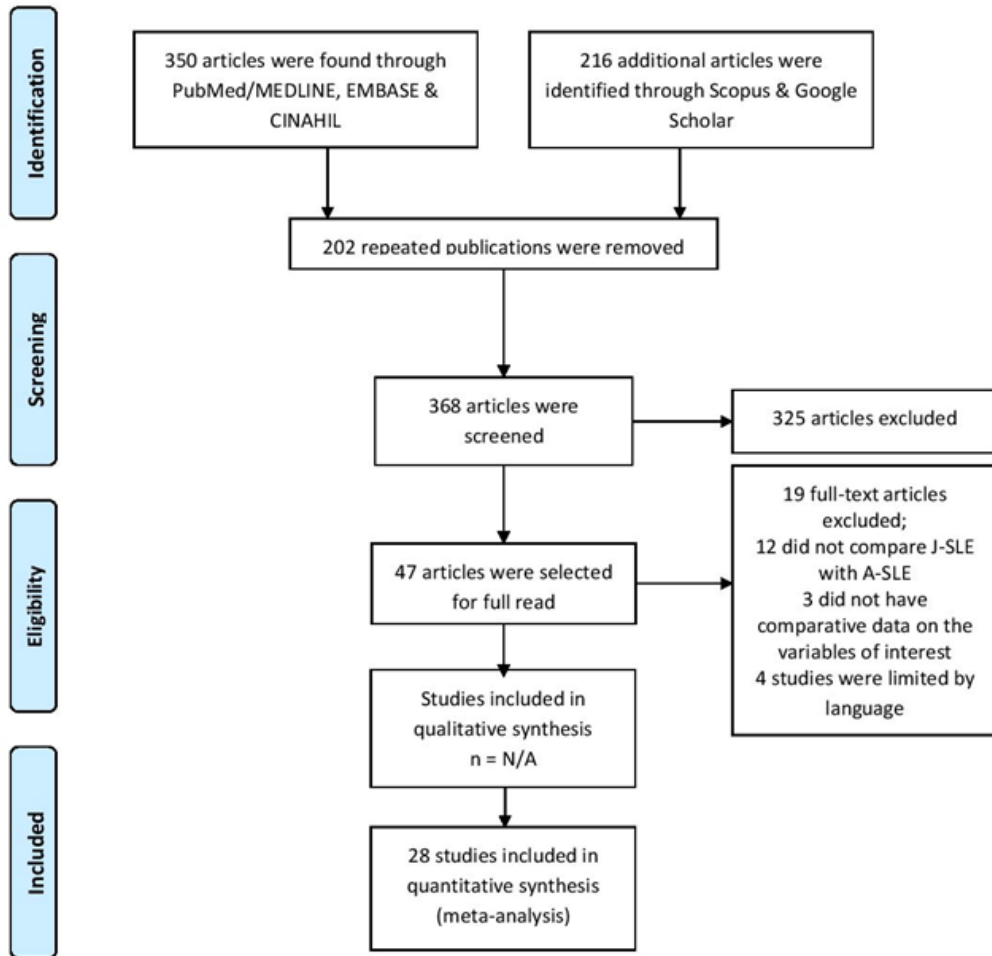 Identification
350 articles were found through
PubMed/MEDLINE, EMBASE &
CINAHIL
216 additional articles were
identified through Scopus & Google
Scholar
202 repeated publications were removed
Screening
368 articles were
screened
325 articles excluded
Eligibility
47 articles were selected
for full read
19 full-text articles
excluded;
12 did not compare J-SLE
with A-SLE
3 did not have
comparative data on the
variables of interest
4 studies were limited by
language
Studies included in
qualitative synthesis
n = N/A
Included
28 studies included in
quantitative synthesis
(meta-analysis)